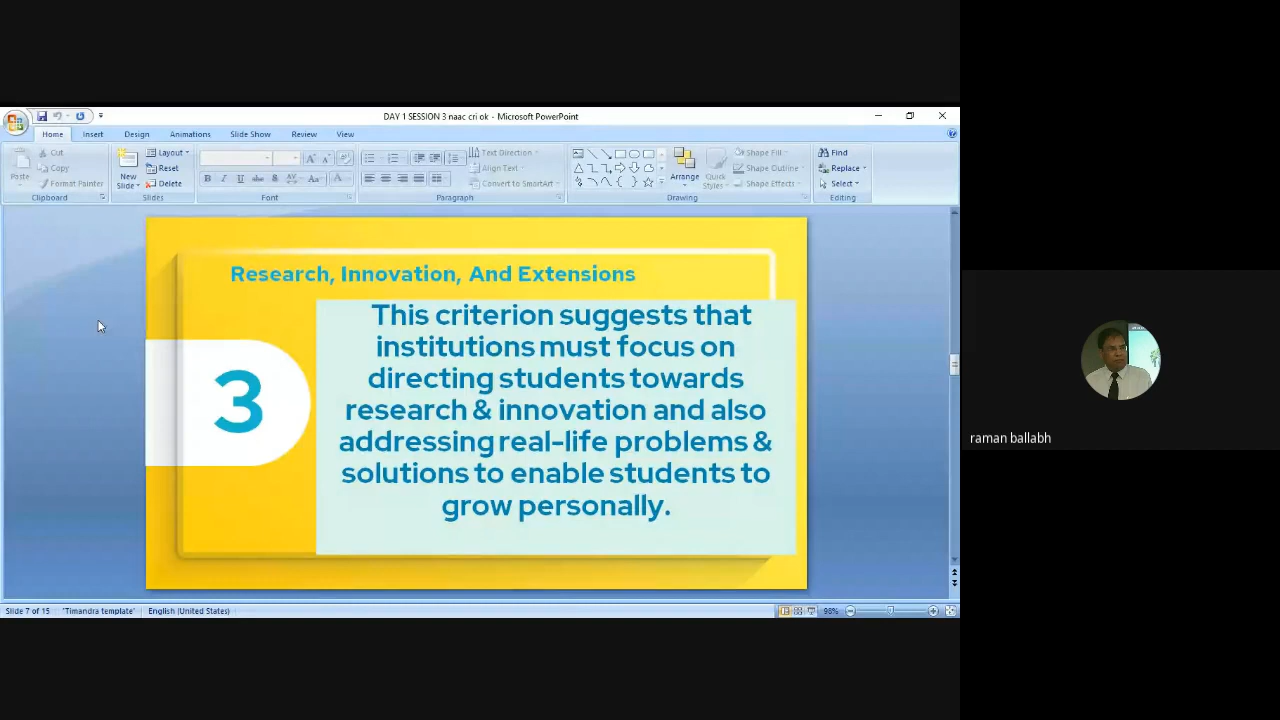 DAY 1 SESSION 3 naac cri ok - Microsoft PowerPoint
Home Insert Design Animations Slide Show Review View
Paste
Cut
Copy
Format Painter
Clipboard
New
Slide
Layout
Reset
Delete
Slides
B I U abc S AV Aa A
Font
Text Direction
Align Text
Convert to SmartArt
Paragraph
Arrange
Quick
Styles
Shape Fill
Shape Outline
Shape Effects
Drawing
Find
Replace
Select
Editing
Research, Innovation, And Extensions
3
This criterion suggests that
institutions must focus on
directing students towards
research & innovation and also
addressing real-life problems &
solutions to enable students to
grow personally.
raman ballabh
Slide 7 of 15 'Timandra template' English (United States) 98%